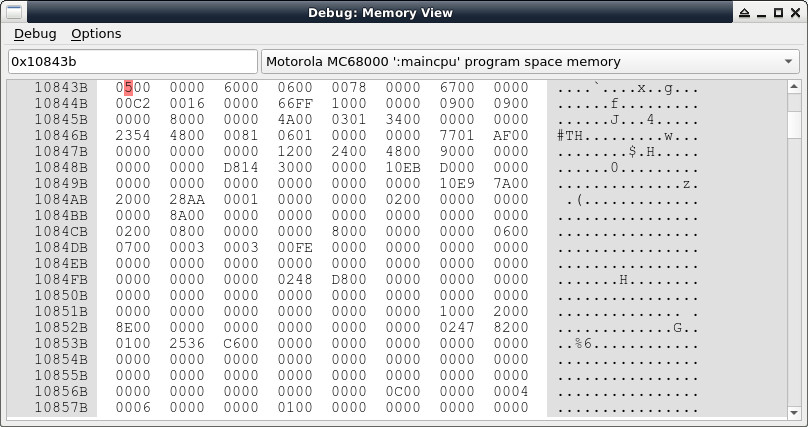 Debug: Memory View
Debug Options
0x10843b Motorola MC68000 ':maincpu' program space memory
10843B 0500 0000 6000 0600 0078 0000 6700 0000 ....`....x..g...
10844B 00C2 0016 0000 66FF 1000 0000 0900 0900 ......f.........
10845B 0000 8000 0000 4A00 0301 3400 0000 0000 ......J...4.....
10846B 2354 4800 0081 0601 0000 0000 7701 AF00 #TH.........w...
10847B 0000 0000 0000 1200 2400 4800 9000 0000 ........$.H.....
10848B 0000 0000 D814 3000 0000 10EB D000 0000 ......0.........
10849B 0000 0000 0000 0000 0000 0000 10E9 7A00 ..............z.
1084AB 2000 28AA 0001 0000 0000 0200 0000 0000  .(.............
1084BB 0000 8A00 0000 0000 0000 0000 0000 0000 ................
1084CB 0200 0800 0000 0000 8000 0000 0000 0600 ................
1084DB 0700 0003 0003 00FE 0000 0000 0000 0000 ................
1084EB 0000 0000 0000 0000 0000 0000 0000 0000 ................
1084FB 0000 0000 0000 0248 D800 0000 0000 0000 .......H........
10850B 0000 0000 0000 0000 0000 0000 0000 0000 ................
10851B 0000 0000 0000 0000 0000 0000 1000 2000 .............. .
10852B 8E00 0000 0000 0000 0000 0000 0247 8200 .............G..
10853B 0100 2536 C600 0000 0000 0000 0000 0000 ..%6............
10854B 0000 0000 0000 0000 0000 0000 0000 0000 ................
10855B 0000 0000 0000 0000 0000 0000 0000 0000 ................
10856B 0000 0000 0000 0000 0000 0C00 0000 0004 ................
10857B 0006 0000 0000 0100 0000 0000 0000 0000 ................